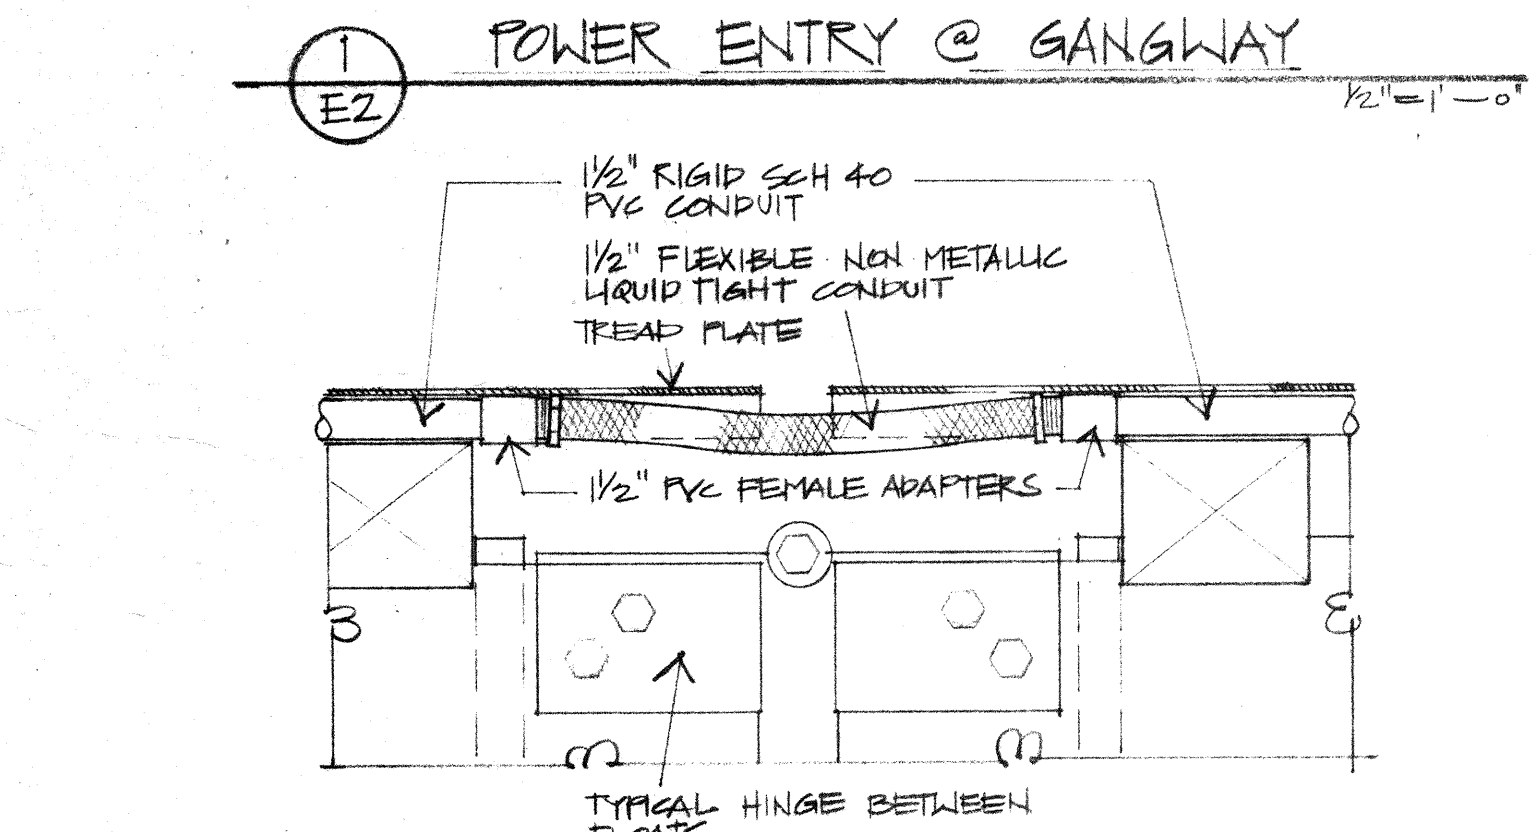 1
E2
POWER ENTRY @ GANGWAY
1/2" = 1' — 0"
1 1/2" RIGID SCH 40
PVC CONDUIT
1 1/2" FLEXIBLE NON METALLIC
LIQUID TIGHT CONDUIT
TREAD PLATE
1 1/2" PVC FEMALE ADAPTERS
TYPICAL HINGE BETWEEN
FLOATS